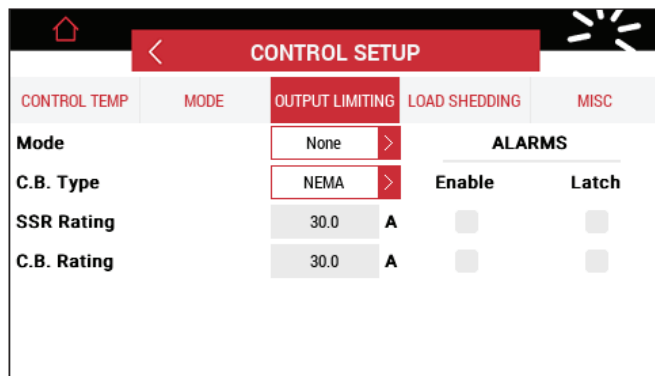 CONTROL SETUP
CONTROL TEMP MODE OUTPUT LIMITING LOAD SHEDDING MISC
Mode None ALARMS
C.B. Type NEMA Enable Latch
SSR Rating 30.0 A
C.B. Rating 30.0 A